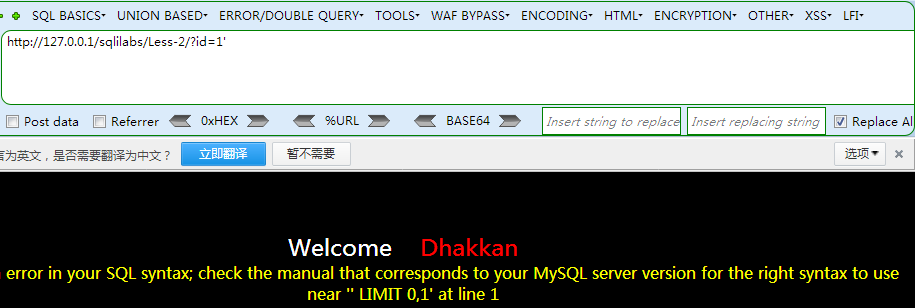 SQL BASICS▾ UNION BASED▾ ERROR/DOUBLE QUERY▾ TOOLS▾ WAF BYPASS▾ ENCODING▾ HTML▾ ENCRYPTION▾ OTHER▾ XSS▾ LFI▾
http://127.0.0.1/sqlilabs/Less-2/?id=1'
Post data Referrer 0xHEX %URL BASE64 Insert string to replace Insert replacing string Replace Al
言为英文，是否需要翻译为中文？ 立即翻译 暂不需要 选项▾
Welcome Dhakkan
error in your SQL syntax; check the manual that corresponds to your MySQL server version for the right syntax to use
near '' LIMIT 0,1' at line 1